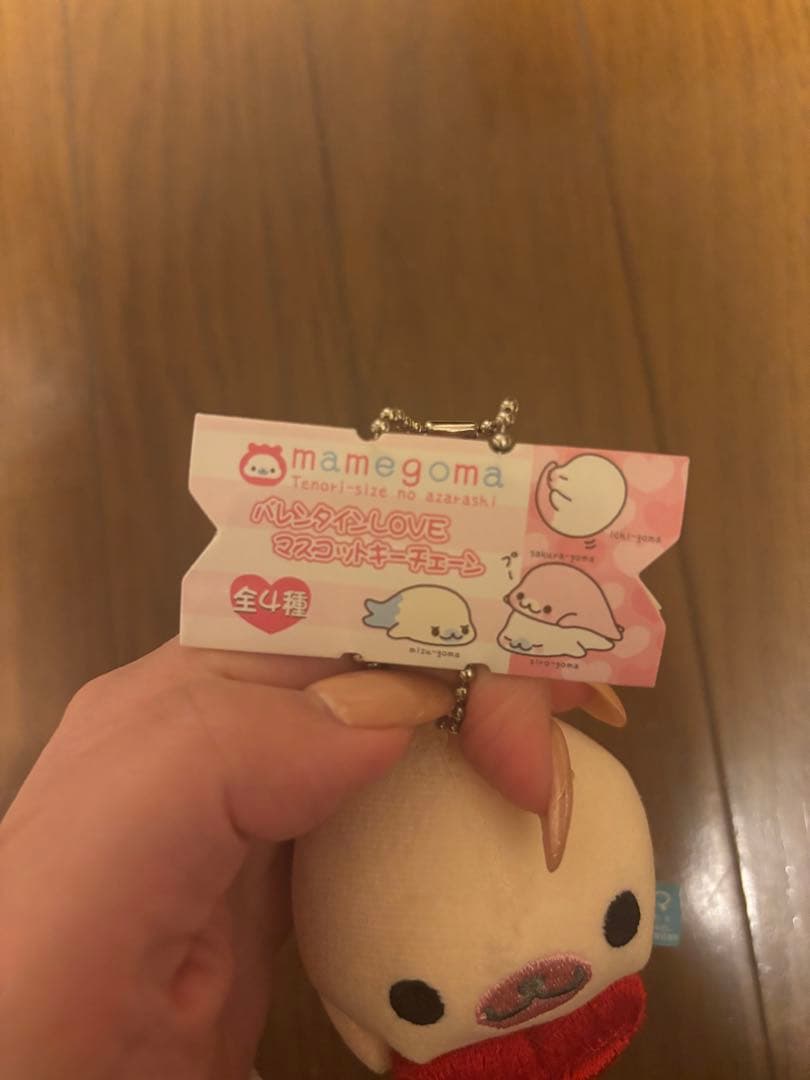 mamegoma
Tenori-size no azarashi
バレンタインLOVE
マスコットキーチェーン
全4種
mizu-goma
ichi-goma
sakura-goma
プー
siro-goma